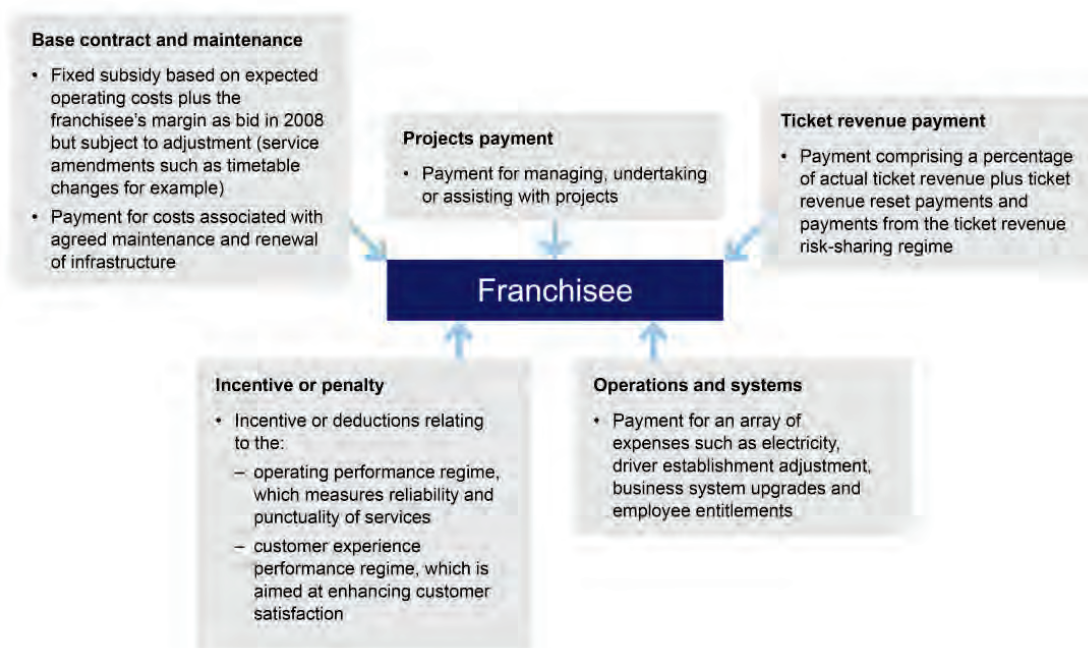 Base contract and maintenance
• Fixed subsidy based on expected
operating costs plus the
franchisee's margin as bid in 2008
but subject to adjustment (service
amendments such as timetable
changes for example)
• Payment for costs associated with
agreed maintenance and renewal
of infrastructure
Projects payment
• Payment for managing, undertaking
or assisting with projects
Ticket revenue payment
• Payment comprising a percentage
of actual ticket revenue plus ticket
revenue reset payments and
payments from the ticket revenue
risk-sharing regime
Franchisee
Incentive or penalty
• Incentive or deductions relating
to the:
– operating performance regime,
which measures reliability and
punctuality of services
– customer experience
performance regime, which is
aimed at enhancing customer
satisfaction
Operations and systems
• Payment for an array of
expenses such as electricity,
driver establishment adjustment,
business system upgrades and
employee entitlements